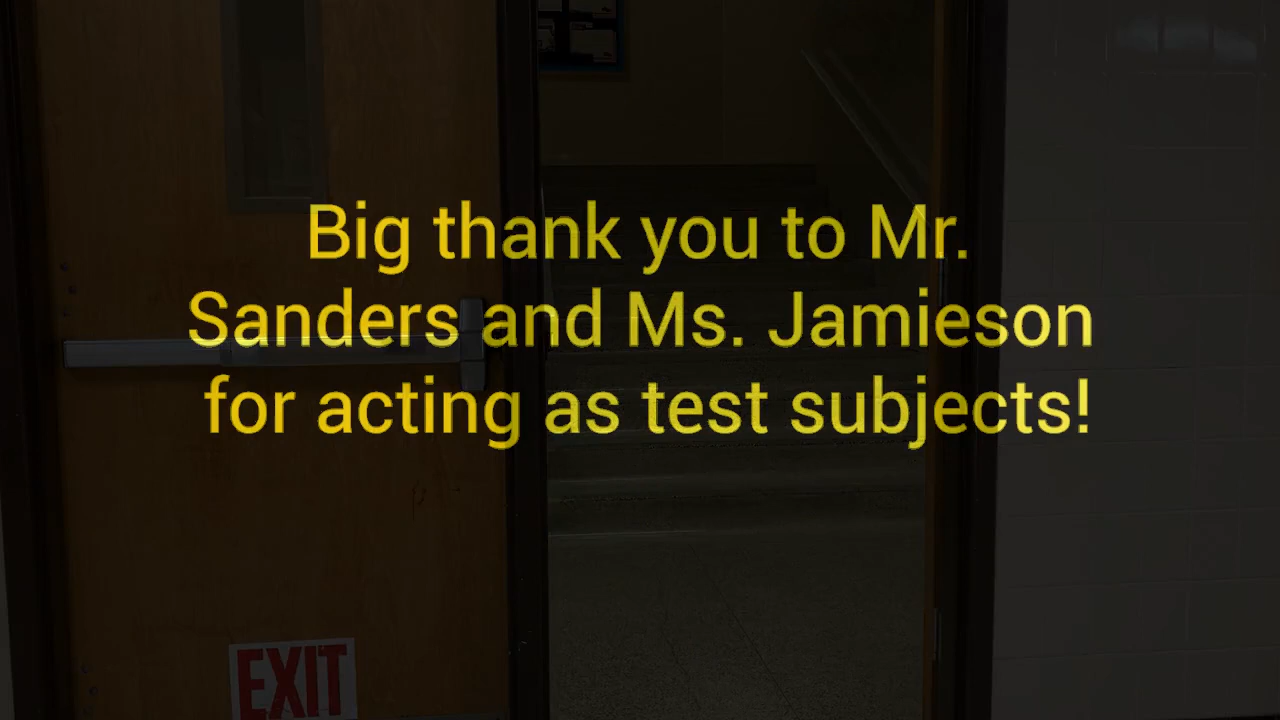 Big thank you to Mr.
Sanders and Ms. Jamieson
for acting as test subjects!
EXIT